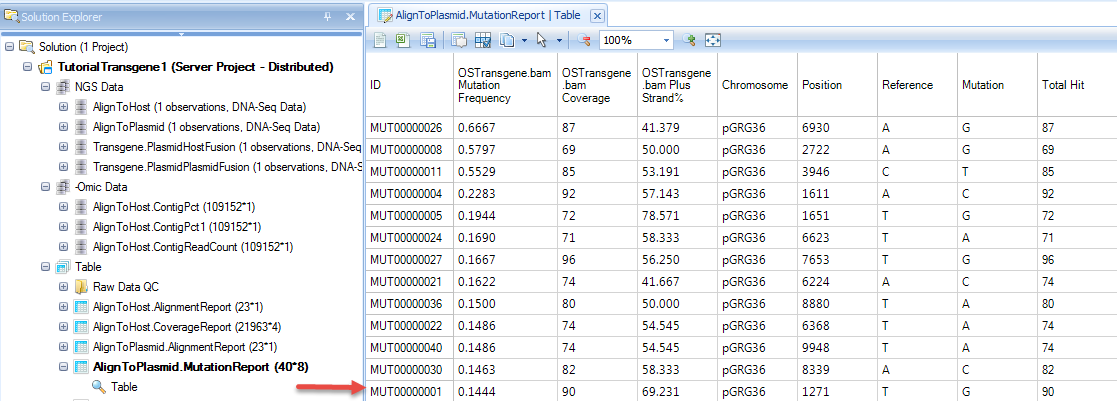 Solution Explorer
Solution (1 Project)
TutorialTransgene1 (Server Project - Distributed)
NGS Data
AlignToHost (1 observations, DNA-Seq Data)
AlignToPlasmid (1 observations, DNA-Seq Data)
Transgene.PlasmidHostFusion (1 observations, DNA-S
Transgene.PlasmidPlasmidFusion (1 observations, DNA-S
-Omic Data
AlignToHost.ContigPct (109152*1)
AlignToHost.ContigPct1 (109152*1)
AlignToHost.ContigReadCount (109152*1)
Table
Raw Data QC
AlignToHost.AlignmentReport (23*1)
AlignToHost.CoverageReport (21963*4)
AlignToPlasmid.AlignmentReport (23*1)
AlignToPlasmid.MutationReport (40*8)
Table
AlignToPlasmid.MutationReport | Table
100%
ID OSTransgene.bam Mutation Frequency OSTransgene .bam Coverage OSTransgene .bam Plus Strand% Chromosome Position Reference Mutation Total Hit
MUT00000026 0.6667 87 41.379 pGRG36 6930 A G 87
MUT00000008 0.5797 69 50.000 pGRG36 2722 A G 69
MUT00000011 0.5529 85 53.191 pGRG36 3946 C T 85
MUT00000004 0.2283 92 57.143 pGRG36 1611 A C 92
MUT00000005 0.1944 72 78.571 pGRG36 1651 T G 72
MUT00000024 0.1690 71 58.333 pGRG36 6623 T A 71
MUT00000027 0.1667 96 56.250 pGRG36 7653 T G 96
MUT00000021 0.1622 74 41.667 pGRG36 6224 A C 74
MUT00000036 0.1500 80 50.000 pGRG36 8880 T A 80
MUT00000022 0.1486 74 54.545 pGRG36 6368 T A 74
MUT00000040 0.1486 74 54.545 pGRG36 9948 T A 74
MUT00000030 0.1463 82 58.333 pGRG36 8339 A C 82
MUT00000001 0.1444 90 69.231 pGRG36 1271 T G 90